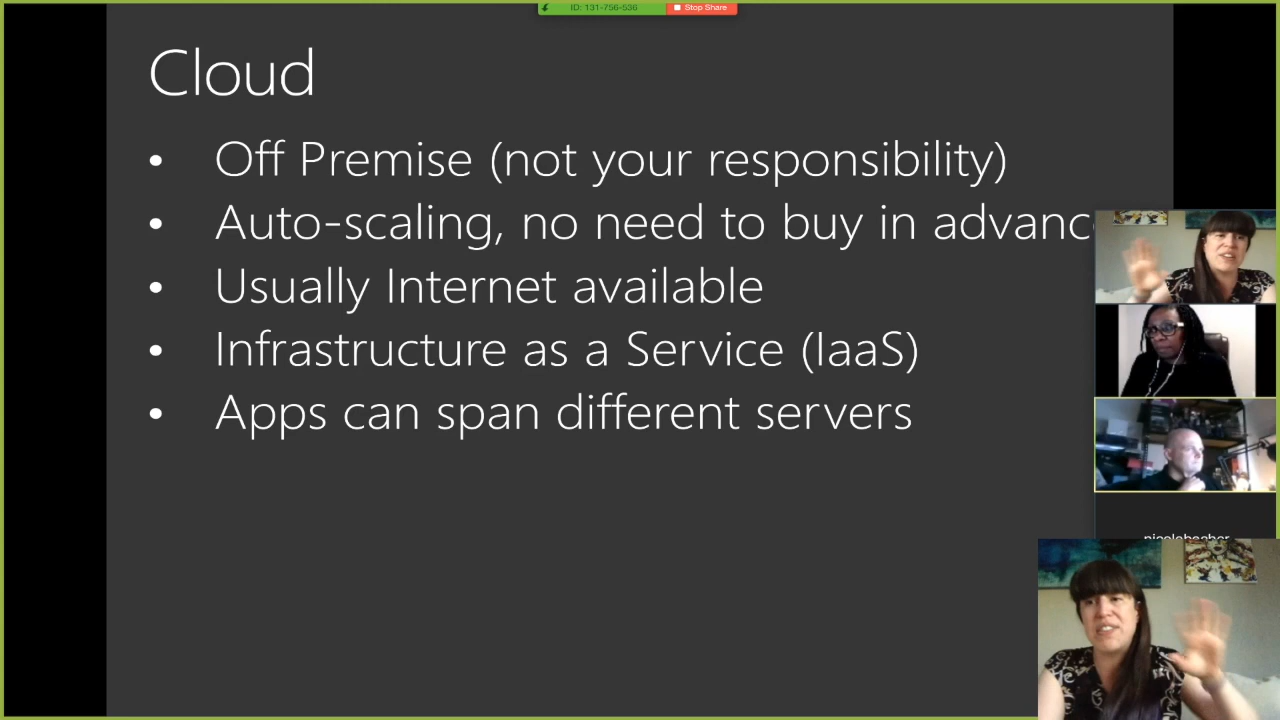 ID: 131-756-536
Stop Share
Cloud
• Off Premise (not your responsibility)
• Auto-scaling, no need to buy in advanc
• Usually Internet available
• Infrastructure as a Service (IaaS)
• Apps can span different servers